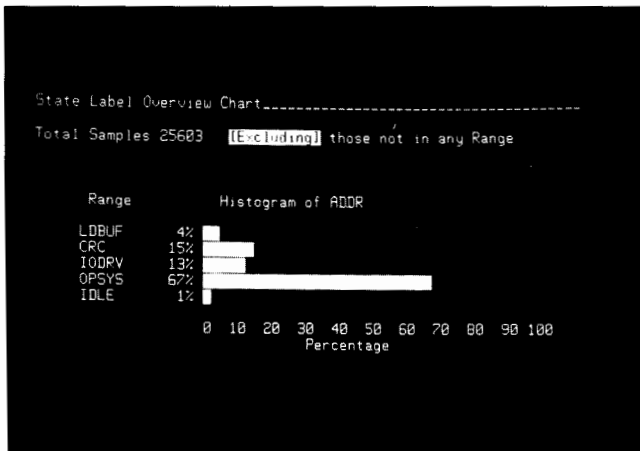 State Label Overview Chart
Total Samples 25603 [Excluding] those not in any Range
Range Histogram of ADDR
LDBUF 4%
CRC 15%
IODRV 13%
OPSYS 67%
IDLE 1%
0 10 20 30 40 50 60 70 80 90 100
Percentage